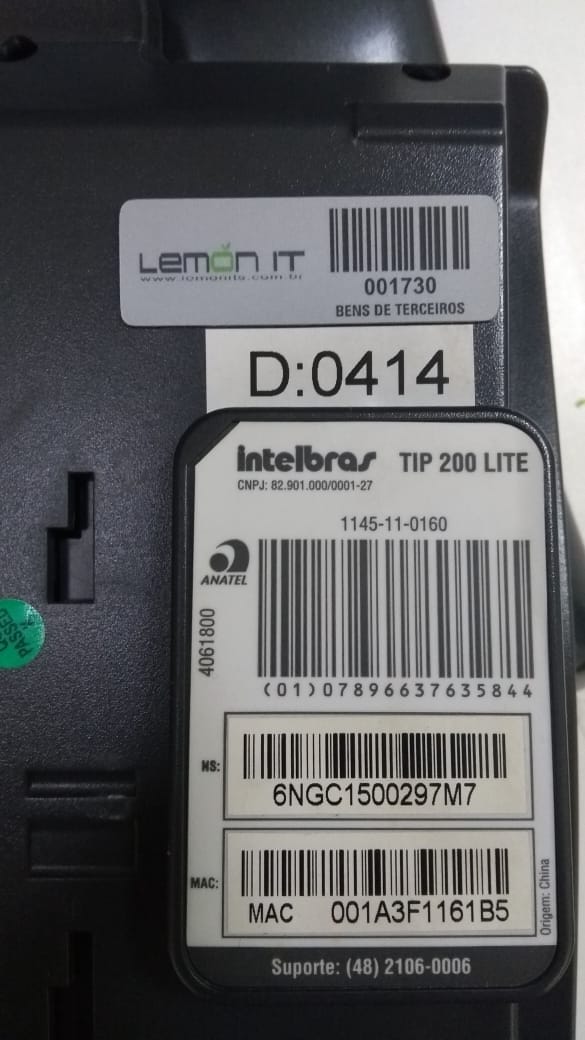 Lemon IT
www.lemonits.com.br
001730
BENS DE TERCEIROS
D:0414
intelbras TIP 200 LITE
CNPJ: 82.901.000/0001-27
1145-11-0160
ANATEL
4061800
(01)07896637635844
NS:
6NGC1500297M7
MAC:
MAC 001A3F1161B5
Origem: China
Suporte: (48) 2106-0006
PASSED